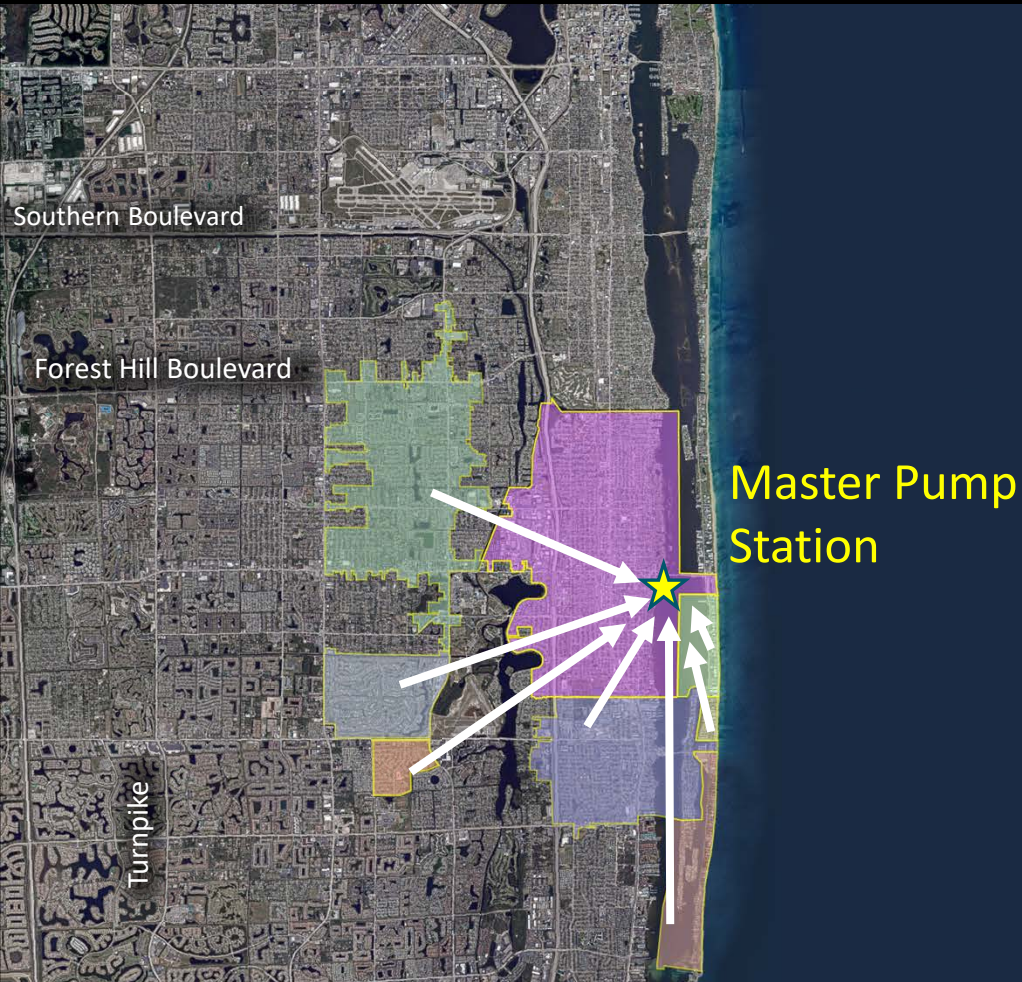 Southern Boulevard
Forest Hill Boulevard
Master Pump
Station
Turnpike